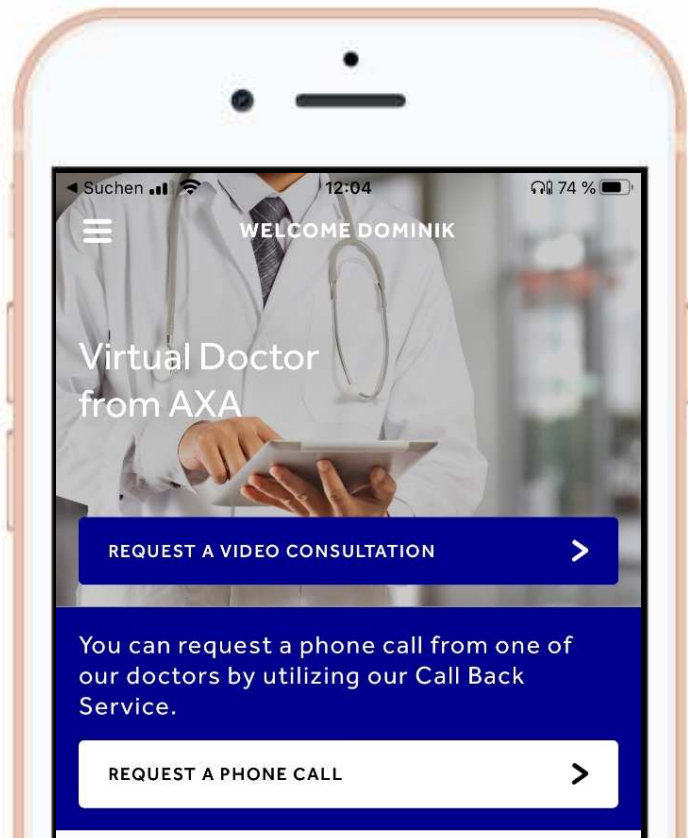 Suchen
12:04
74 %
WELCOME DOMINIK
Virtual Doctor
from AXA
REQUEST A VIDEO CONSULTATION
You can request a phone call from one of
our doctors by utilizing our Call Back
Service.
REQUEST A PHONE CALL